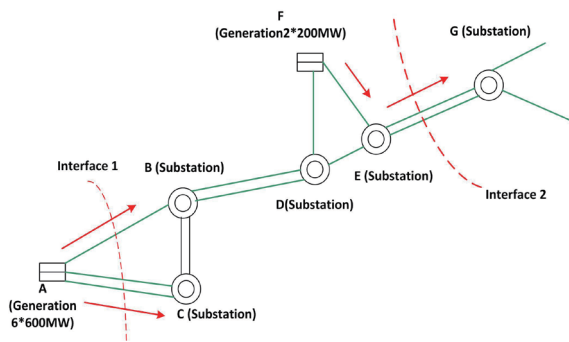 F
(Generation2*200MW)
G (Substation)
Interface 1
B (Substation)
E (Substation)
Interface 2
D(Substation)
A
(Generation
6*600MW)
C (Substation)